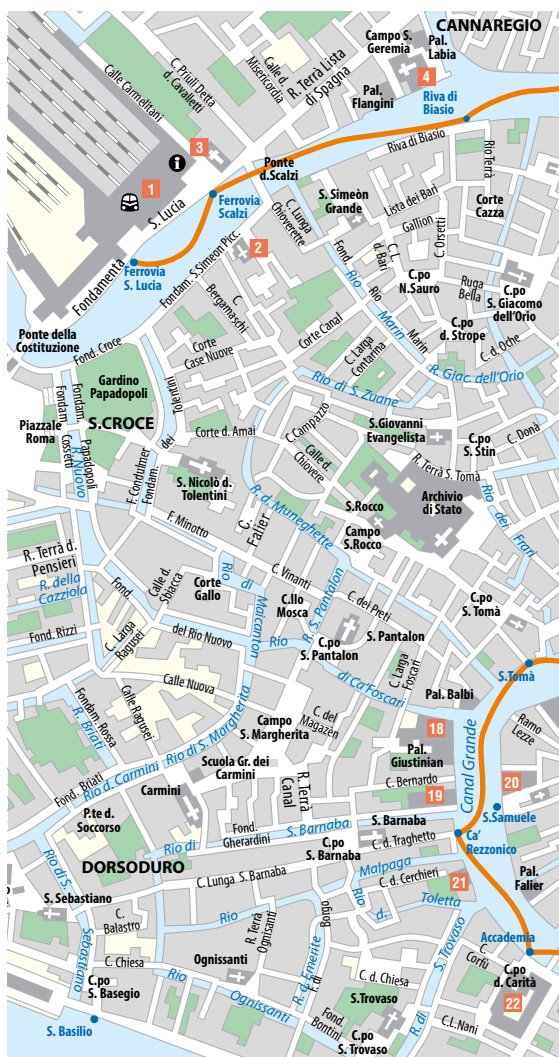 CANNAREGIO
Campo S.
Geremia
Pal.
Labia
4
C. Priuli Detta
d. Cavalletti
Calle Carmelitani
Calle d.
Misericordia
R. Terrà Lista
di Spagna
Pal.
Flangini
Riva di
Biasio
3
i
1
S. Lucia
Ponte
d.Scalzi
Riva di Biasio
Rio Terrà
Ferrovia
Scalzi
S. Simeòn
Grande
Lista dei Bari
Corte
Cazza
C. Lunga
Chioverette
Gallion
C. Orsetti
2
Fondamenta
Ferrovia
S. Lucia
Fondam. S.Simeon Picc.
Fond.
Rio
Marin
C. L.
d. Bari
Rio
Marin
C.po
N.Sauro
Ruga
Bella
C.po
S. Giacomo
dell'Orio
C.
Bergamaschi
Ponte della
Costituzione
Fond. Croce
Corte
Case Nuove
Corte Canal
C. Larga
Contarina
C.po
d. Strope
C. d. Oche
Rio di S. Zuane
R. Giac. dell'Orio
Gardino
Papadopoli
S.CROCE
Piazzale
Roma
Fondam.
Cossetti
Fondam.
Papadopoli
R. Nuovo
Tolentini
Fondam. dei
F. Condulmer
Corte d. Amai
C.Campazzo
Calle d.
Chiovere
S.Giovanni
Evangelista
C.po
S. Stin
C. Donà
R. Terrà S. Toma
S. Nicolò d.
Tolentini
S.Rocco
Campo
S.Rocco
Archivio
di Stato
Rio dei Frari
C.
Falier
R. d. Muneghette
F. Minotto
R. Terrà d.
Pensieri
R. della
Cazziola
Fond.
Calle d.
Sbiacca
Corte
Gallo
Rio di Malcanton
C. Vinanti
C.llo
Mosca
R. S. Pantalon
C. dei Preti
C.po
S. Tomà
Fond. Rizzi
C. Larga
Ragusei
del Rio Nuovo
Rio
di Ca'Foscari
C.po
S. Pantalon
S. Pantalon
C. Larga
Foscari
S.Tomà
Calle Nuova
Pal. Balbi
Fondam. Rossa
R. Briati
Calle Ragusei
Rio di S. Margherita
Campo
S. Margherita
C. del
Magazen
18
Pal.
Giustinian
Canal Grande
Ramo
Lezze
Scuola Gr. dei
Carmini
Fond. Briati
Rio d. Carmini
Carmini
R. Terrà
Canal
C. Bernardo
19
20
S.Samuele
P.te d.
Soccorso
Fond.
Gherardini
Rio di
S. Barnaba
S. Barnaba
C.po
S. Barnaba
C. d. Traghetto
Ca'
Rezzonico
DORSODURO
Rio di S.
Sebastiano
C. Lunga S. Barnaba
Malpaga
Rio d.
C. d. Cerchieri
21
Toletta
Pal.
Falier
S. Sebastiano
C.
Balastro
Rio
R. Terrà
Ognisanti
Borgo
S. Trovaso
R. di
Accademia
C. Chiesa
C.po
S. Basegio
Ognissanti
Rio
Ognissanti
R. d. Emerite
F. di
C. d. Chiesa
C.
Corfù
C.po
d. Carità
22
S. Basilio
S.Trovaso
Fond.
Bontini
C.po
S. Trovaso
C.L.Nani